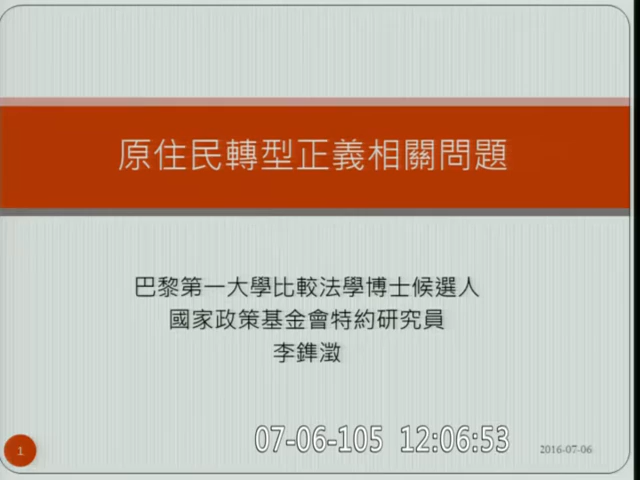 原住民轉型正義相關問題
巴黎第一大學比較法學博士候選人
國家政策基金會特約研究員
李鎨澂
07-06-105 12:06:53
1
2016-07-06